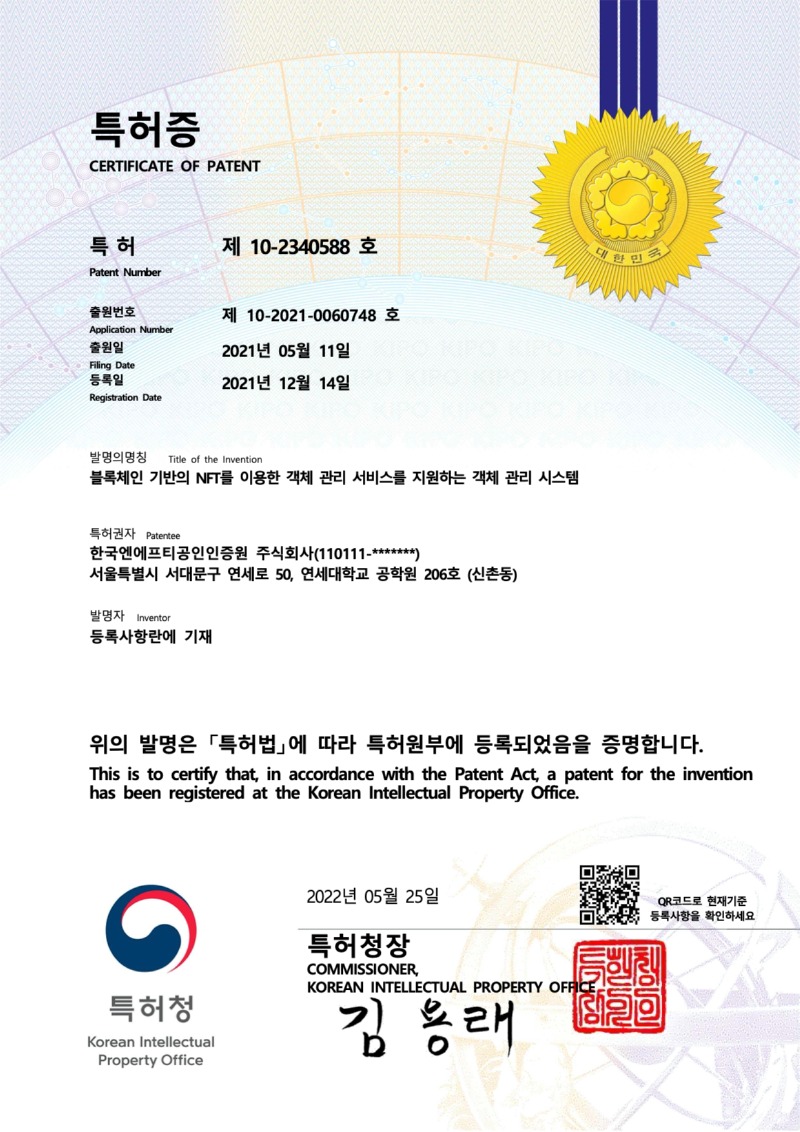 특허증
CERTIFICATE OF PATENT
대한민국
특 허 제 10-2340588 호
Patent Number
출원번호 제 10-2021-0060748 호
Application Number
출원일 2021년 05월 11일
Filing Date
등록일 2021년 12월 14일
Registration Date
KIPO KIPO KIPO KIPO
발명의명칭 Title of the Invention
블록체인 기반의 NFT를 이용한 객체 관리 서비스를 지원하는 객체 관리 시스템
특허권자 Patentee
한국엔에프티공인인증원 주식회사(110111-*******)
서울특별시 서대문구 연세로 50, 연세대학교 공학원 206호 (신촌동)
발명자 Inventor
등록사항란에 기재
위의 발명은 「특허법」에 따라 특허원부에 등록되었음을 증명합니다.
This is to certify that, in accordance with the Patent Act, a patent for the invention
has been registered at the Korean Intellectual Property Office.
2022년 05월 25일
QR코드로 현재기준
등록사항을 확인하세요
특허청장
COMMISSIONER,
KOREAN INTELLECTUAL PROPERTY OFFICE
김용래
특허청
Korean Intellectual
Property Office